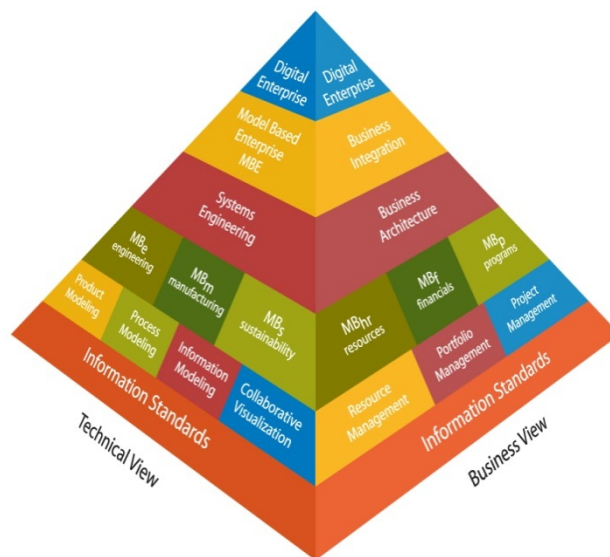 Digital
Enterprise
Digital
Enterprise
Model Based
Enterprise
MBE
Business
Integration
Systems
Engineering
Business
Architecture
MBe
engineering
MBm
manufacturing
MBs
sustainability
MBhr
resources
MBf
financials
MBp
programs
Product
Modeling
Process
Modeling
Information
Modeling
Collaborative
Visualization
Resource
Management
Portfolio
Management
Project
Management
Information Standards
Information Standards
Technical View
Business View